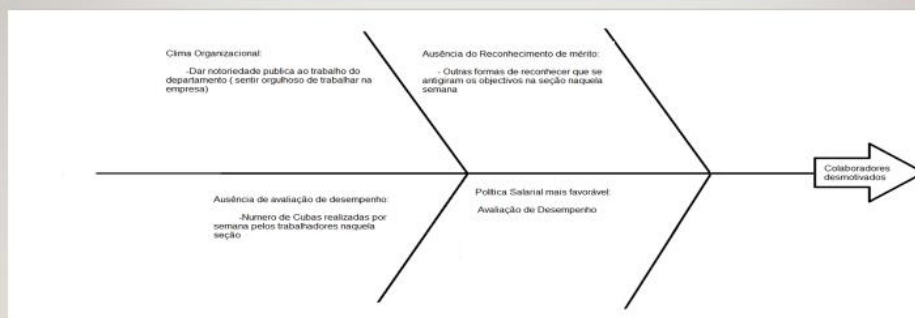 Clima Organizacional:
-Dar notoriedade publica ao trabalho do
departamento ( sentir orgulhoso de trabalhar na
empresa)
Ausência do Reconhecimento de mérito:
- Outras formas de reconhecer que se
antigiram os objectivos na seção naquela
semana
Colaboradores
desmotivados
Ausência de avaliação de desempenho:
-Numero de Cubas realizadas por
semana pelos trabalhadores naquela
seção
Política Salarial mais favorável:
Avaliação de Desempenho